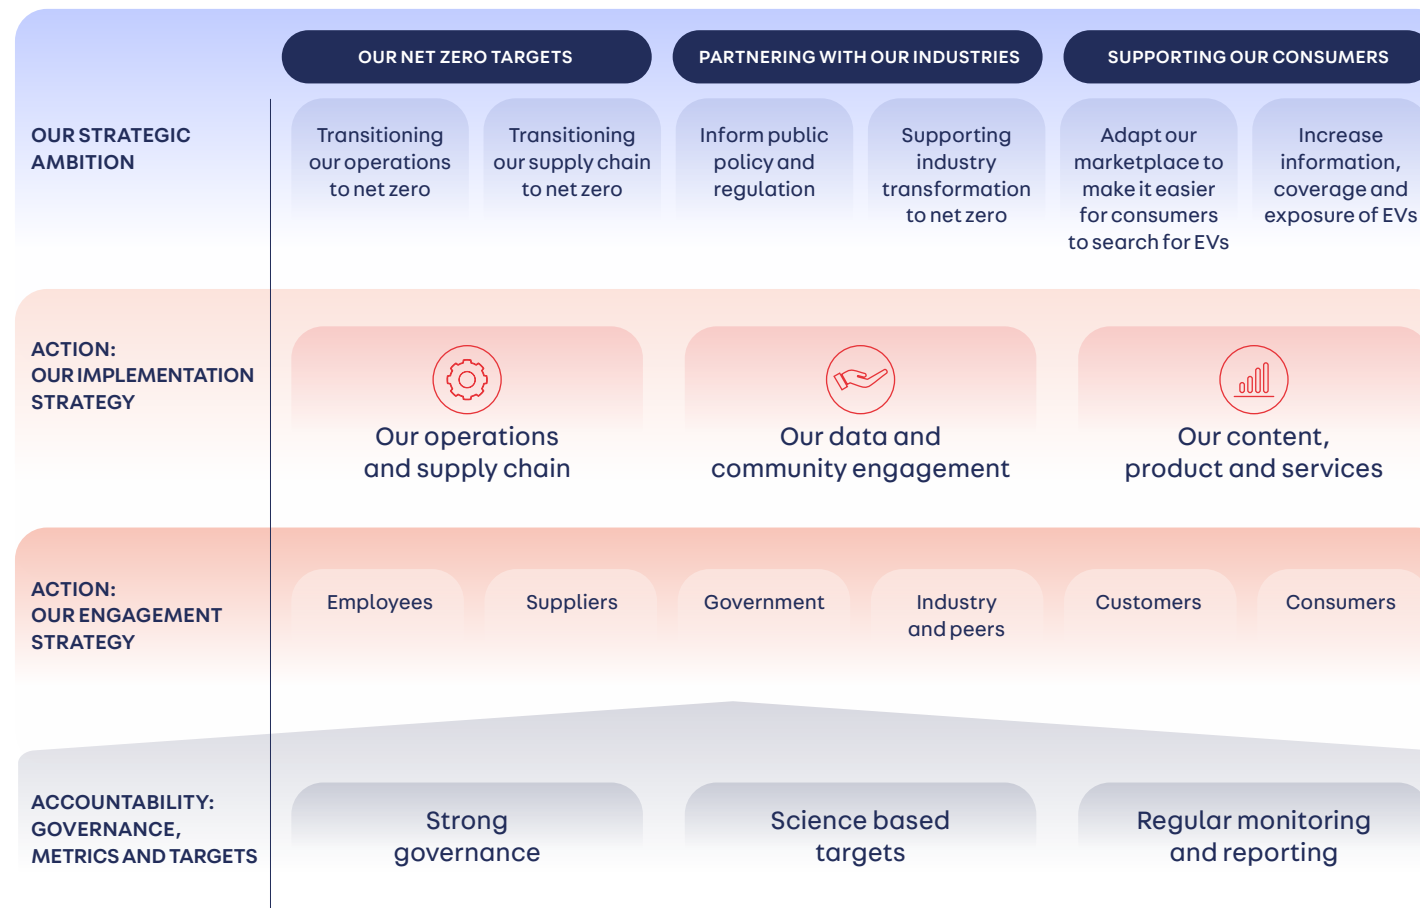 OUR NET ZERO TARGETS
PARTNERING WITH OUR INDUSTRIES
SUPPORTING OUR CONSUMERS
OUR STRATEGIC
AMBITION
Transitioning
our operations
to net zero
Transitioning
our supply chain
to net zero
Inform public
policy and
regulation
Supporting
industry
transformation
to net zero
Adapt our
marketplace to
make it easier
for consumers
to search for EVs
Increase
information,
coverage and
exposure of EVs
ACTION:
OUR IMPLEMENTATION
STRATEGY
Our operations
and supply chain
Our data and
community engagement
Our content,
product and services
ACTION:
OUR ENGAGEMENT
STRATEGY
Employees
Suppliers
Government
Industry
and peers
Customers
Consumers
ACCOUNTABILITY:
GOVERNANCE,
METRICS AND TARGETS
Strong
governance
Science based
targets
Regular monitoring
and reporting